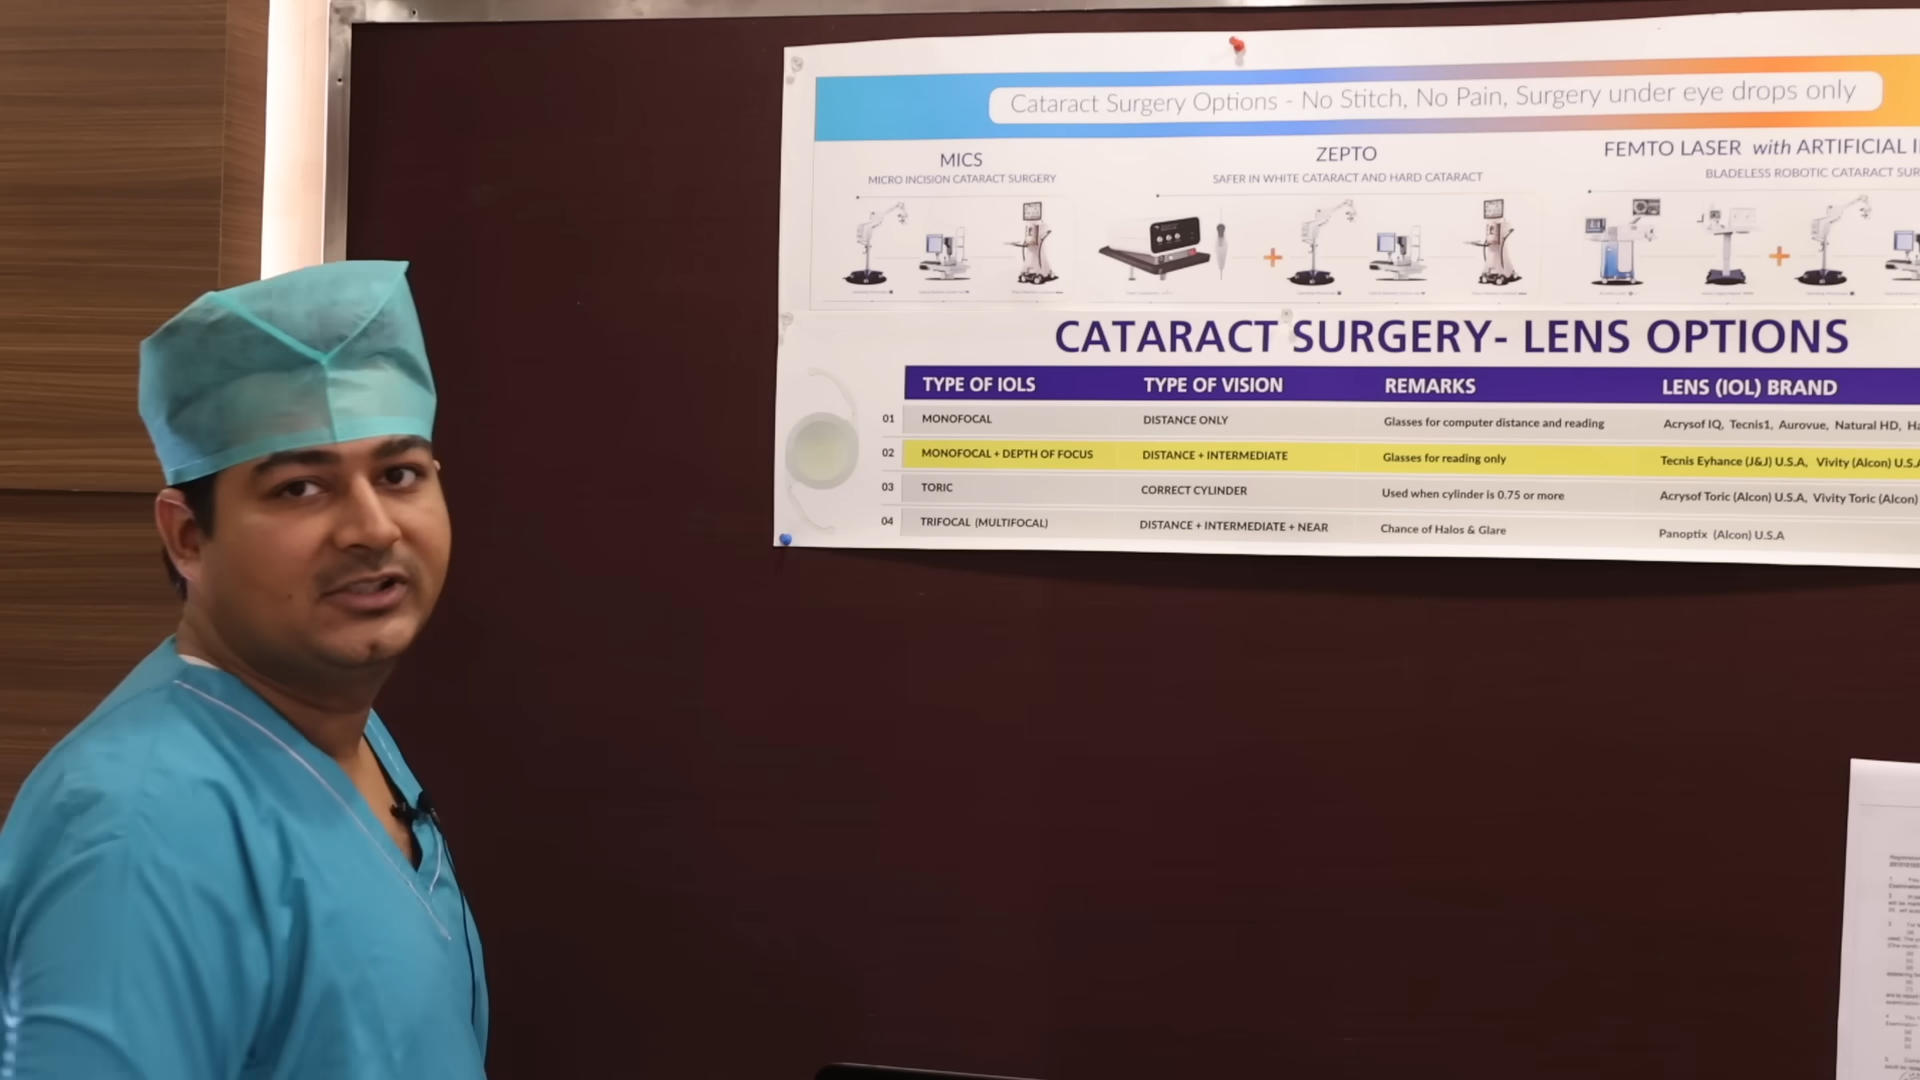 Cataract Surgery Options - No Stitch, No Pain, Surgery under eye drops only
MICS
MICRO INCISION CATARACT SURGERY
ZEPTO
SAFER IN WHITE CATARACT AND HARD CATARACT
FEMTO LASER with ARTIFICIAL
BLADELESS ROBOTIC CATARACT
CATARACT SURGERY- LENS OPTIONS
TYPE OF IOLS TYPE OF VISION REMARKS LENS (IOL) BRAND
01 MONOFOCAL DISTANCE ONLY Glasses for computer distance and reading Acrysof IQ, Tecnis1, Aurovue, Natural HD,
02 MONOFOCAL + DEPTH OF FOCUS DISTANCE + INTERMEDIATE Glasses for reading only Tecnis Eyhance (J&J) U.S.A, Vivity (Alcon) U.S.A
03 TORIC CORRECT CYLINDER Used when cylinder is 0.75 or more Acrysof Toric (Alcon) U.S.A, Vivity Toric (Alcon)
04 TRIFOCAL (MULTIFOCAL) DISTANCE + INTERMEDIATE + NEAR Chance of Halos & Glare Panoptix (Alcon) U.S.A